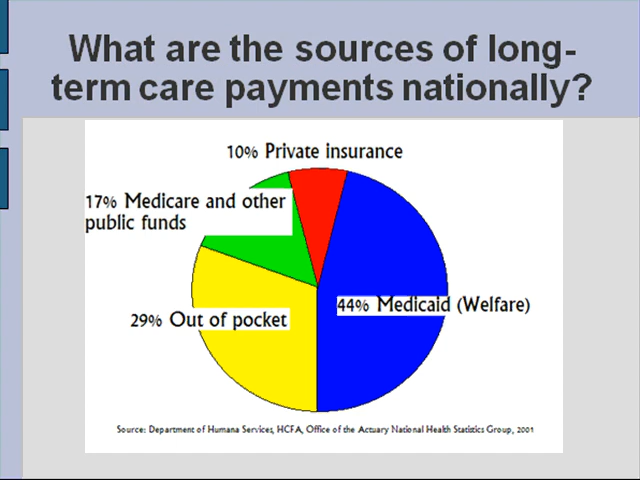 What are the sources of long-
term care payments nationally?
10% Private insurance
17% Medicare and other
public funds
44% Medicaid (Welfare)
29% Out of pocket
Source: Department of Humana Services, HCFA, Office of the Actuary National Health Statistics Group, 2001